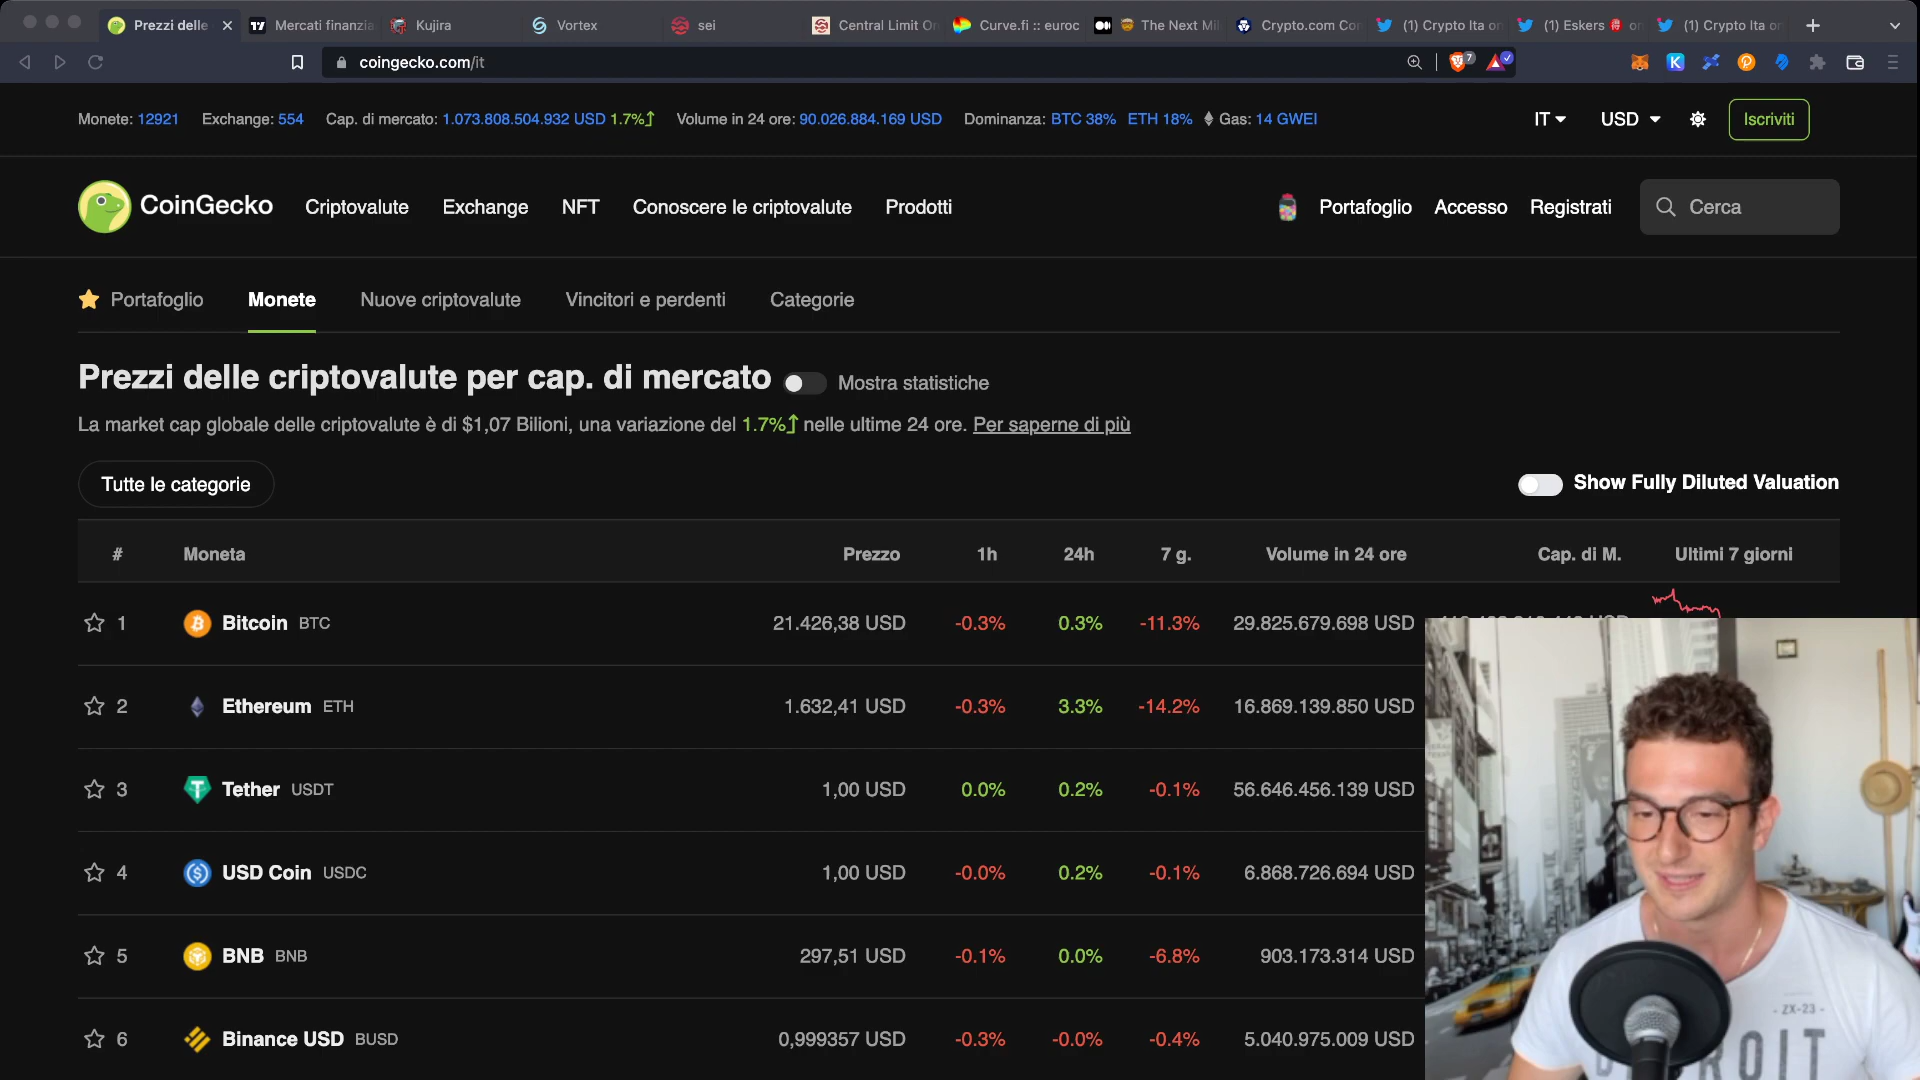 Prezzi delle
Mercati finanzia
Kujira
Vortex
sei
Central Limit Or
Curve.fi :: euroc
The Next Mil
Crypto.com Co
(1) Crypto Ita on
(1) Eskers on
(1) Crypto Ita on
coingecko.com/it
7
Monete: 12921 Exchange: 554 Cap. di mercato: 1.073.808.504.932 USD 1.7% Volume in 24 ore: 90.026.884.169 USD Dominanza: BTC 38% ETH 18% Gas: 14 GWEI
IT USD Iscriviti
CoinGecko Criptovalute Exchange NFT Conoscere le criptovalute Prodotti
Portafoglio Accesso Registrati Cerca
Portafoglio Monete Nuove criptovalute Vincitori e perdenti Categorie
Prezzi delle criptovalute per cap. di mercato Mostra statistiche
La market cap globale delle criptovalute è di $1,07 Bilioni, una variazione del 1.7% nelle ultime 24 ore. Per saperne di più
Tutte le categorie Show Fully Diluted Valuation
# Moneta Prezzo 1h 24h 7 g. Volume in 24 ore Cap. di M. Ultimi 7 giorni
1 Bitcoin BTC 21.426,38 USD -0.3% 0.3% -11.3% 29.825.679.698 USD
2 Ethereum ETH 1.632,41 USD -0.3% 3.3% -14.2% 16.869.139.850 USD
3 Tether USDT 1,00 USD 0.0% 0.2% -0.1% 56.646.456.139 USD
4 USD Coin USDC 1,00 USD -0.0% 0.2% -0.1% 6.868.726.694 USD
5 BNB BNB 297,51 USD -0.1% 0.0% -6.8% 903.173.314 USD
6 Binance USD BUSD 0,999357 USD -0.3% -0.0% -0.4% 5.040.975.009 USD
- ZX-23 -